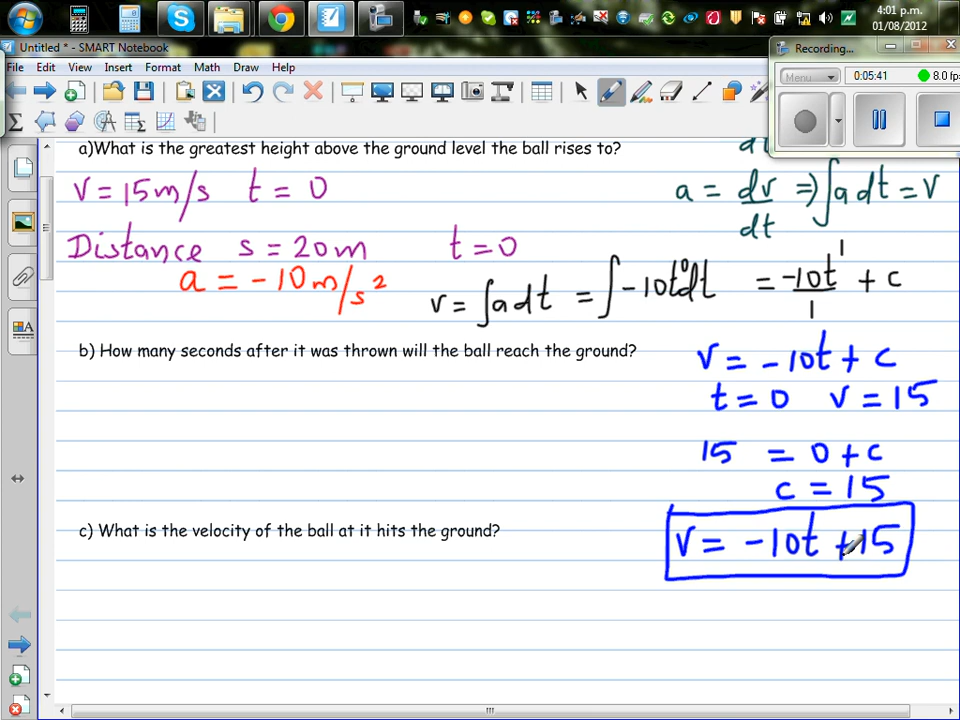 4:01 p.m.
01/08/2012
Untitled * - SMART Notebook
Recording...
File Edit View Insert Format Math Draw Help
Menu
0:05:41
8.0 fp
a)What is the greatest height above the ground level the ball rises to?
v = 15m/s t = 0
a = dv/dt => ∫a dt = v
Distance s = 20m t = 0
a = -10m/s²
v = ∫a dt = ∫-10t⁰dt = -10t¹/1 + c
b) How many seconds after it was thrown will the ball reach the ground?
v = -10t + c
t = 0 v = 15
15 = 0 + c
c = 15
c) What is the velocity of the ball at it hits the ground?
v = -10t +15